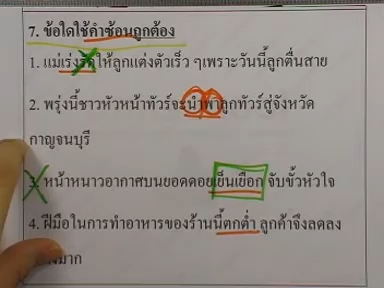 7. ข้อใดใช้คำซ้อนถูกต้อง
1. แม่เร่งรัดให้ลูกแต่งตัวเร็ว ๆเพราะวันนี้ลูกตื่นสาย
2. พรุ่งนี้ชาวหัวหน้าทัวร์จะนำพาลูกทัวร์สู่จังหวัด
กาญจนบุรี
3. หน้าหนาวอากาศบนยอดดอยเย็นเยือก จับขั้วหัวใจ
4. ฝีมือในการทำอาหารของร้านนี้ตกต่ำ ลูกค้าจึงลดลง
มาก